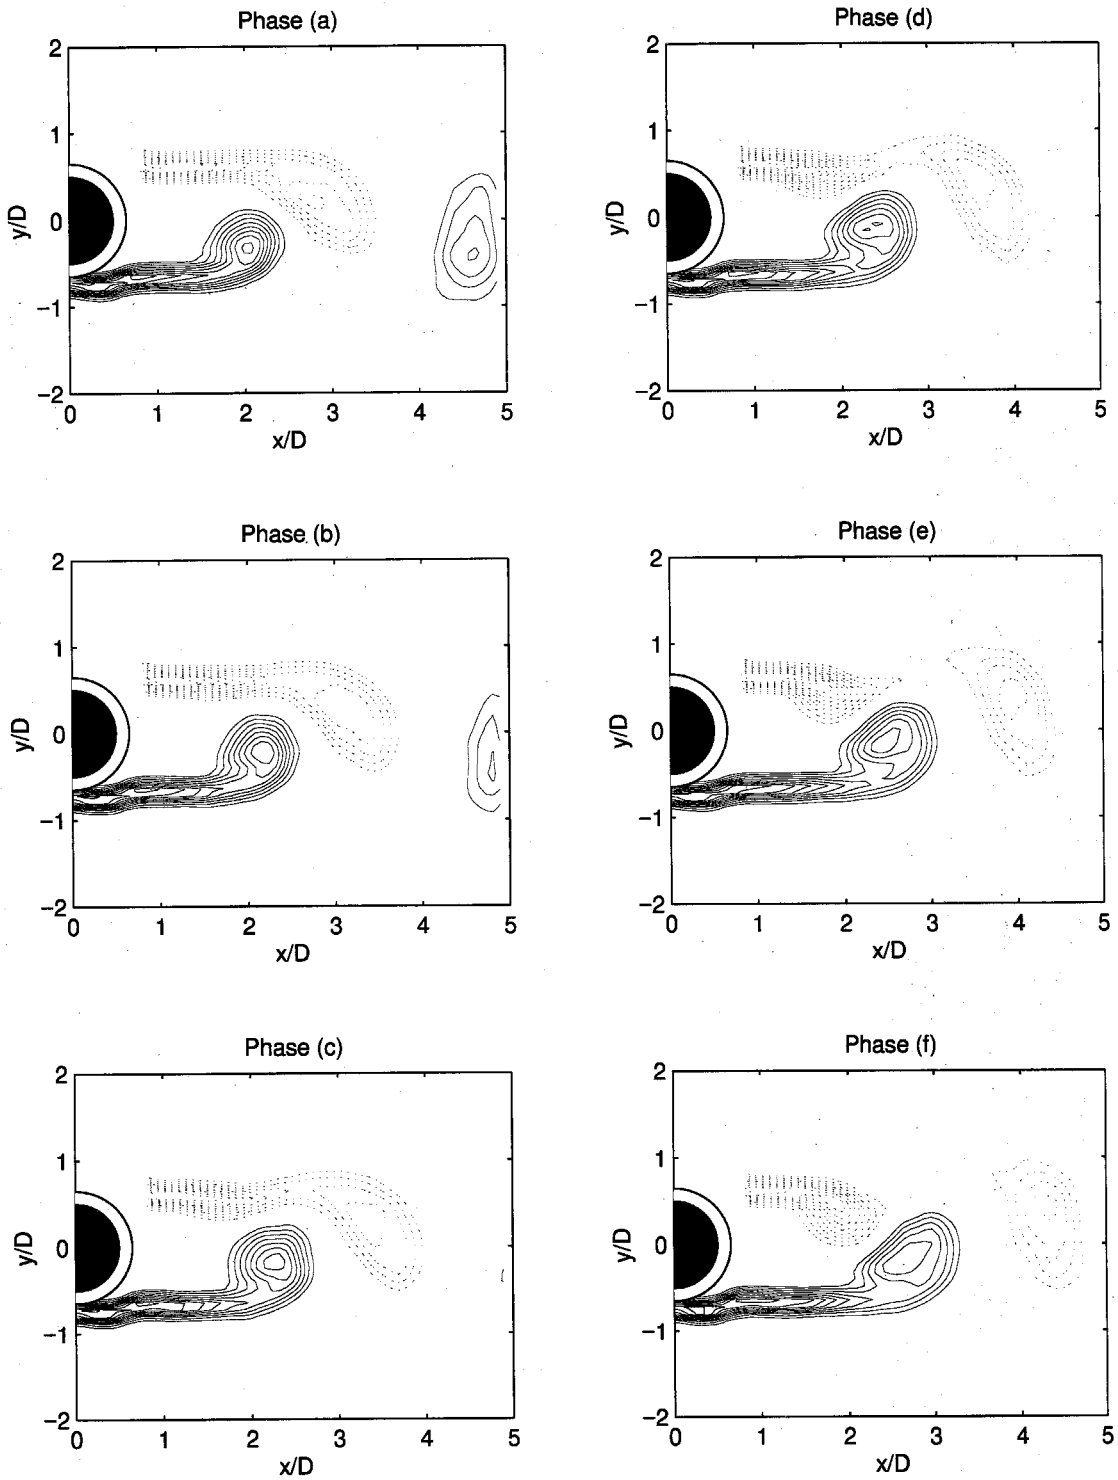 Phase (a)
2
1
0
−1
−2
y/D
0 1 2 3 4 5
x/D
Phase (d)
2
1
0
−1
−2
y/D
0 1 2 3 4 5
x/D
Phase (b)
2
1
0
−1
−2
y/D
0 1 2 3 4 5
x/D
Phase (e)
2
1
0
−1
−2
y/D
0 1 2 3 4 5
x/D
Phase (c)
2
1
0
−1
−2
y/D
0 1 2 3 4 5
x/D
Phase (f)
2
1
0
−1
−2
y/D
0 1 2 3 4 5
x/D